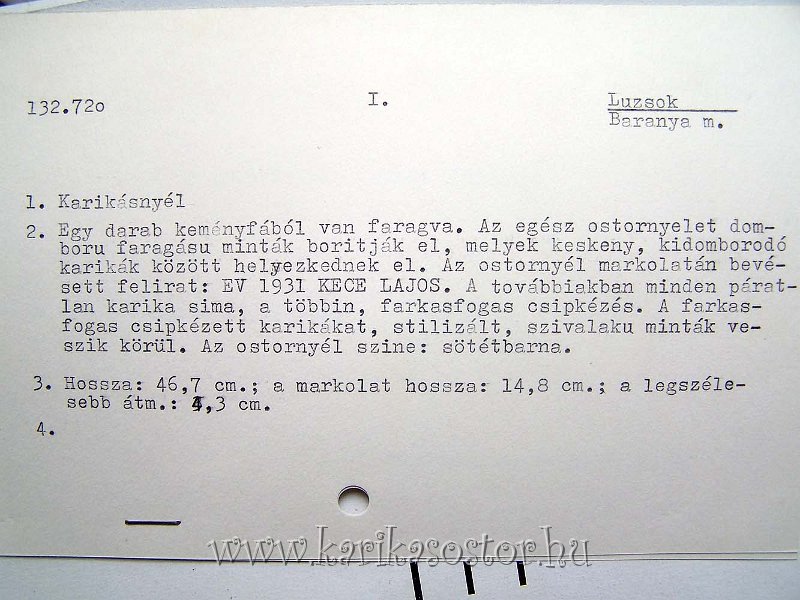 132.72o
I.
Luzsok
Baranya m.
1. Karikásnyél
2. Egy darab keményfából van faragva. Az egész ostornyelet dom-
boru faragásu minták boritják el, melyek keskeny, kidomborodó
karikák között helyezkednek el. Az ostornyél markolatán bevé-
sett felirat: EV 1931 KECE LAJOS. A továbbiakban minden párat-
lan karika sima, a többin, farkasfogas csipkézés. A farkas-
fogas csipkézett karikákat, stilizált, szivalaku minták ve-
szik körül. Az ostornyél szine: sötétbarna.
3. Hossza: 46,7 cm.; a markolat hossza: 14,8 cm.; a legszéle-
sebb átm.: 4,3 cm.
4.
www.karikasostor.hu